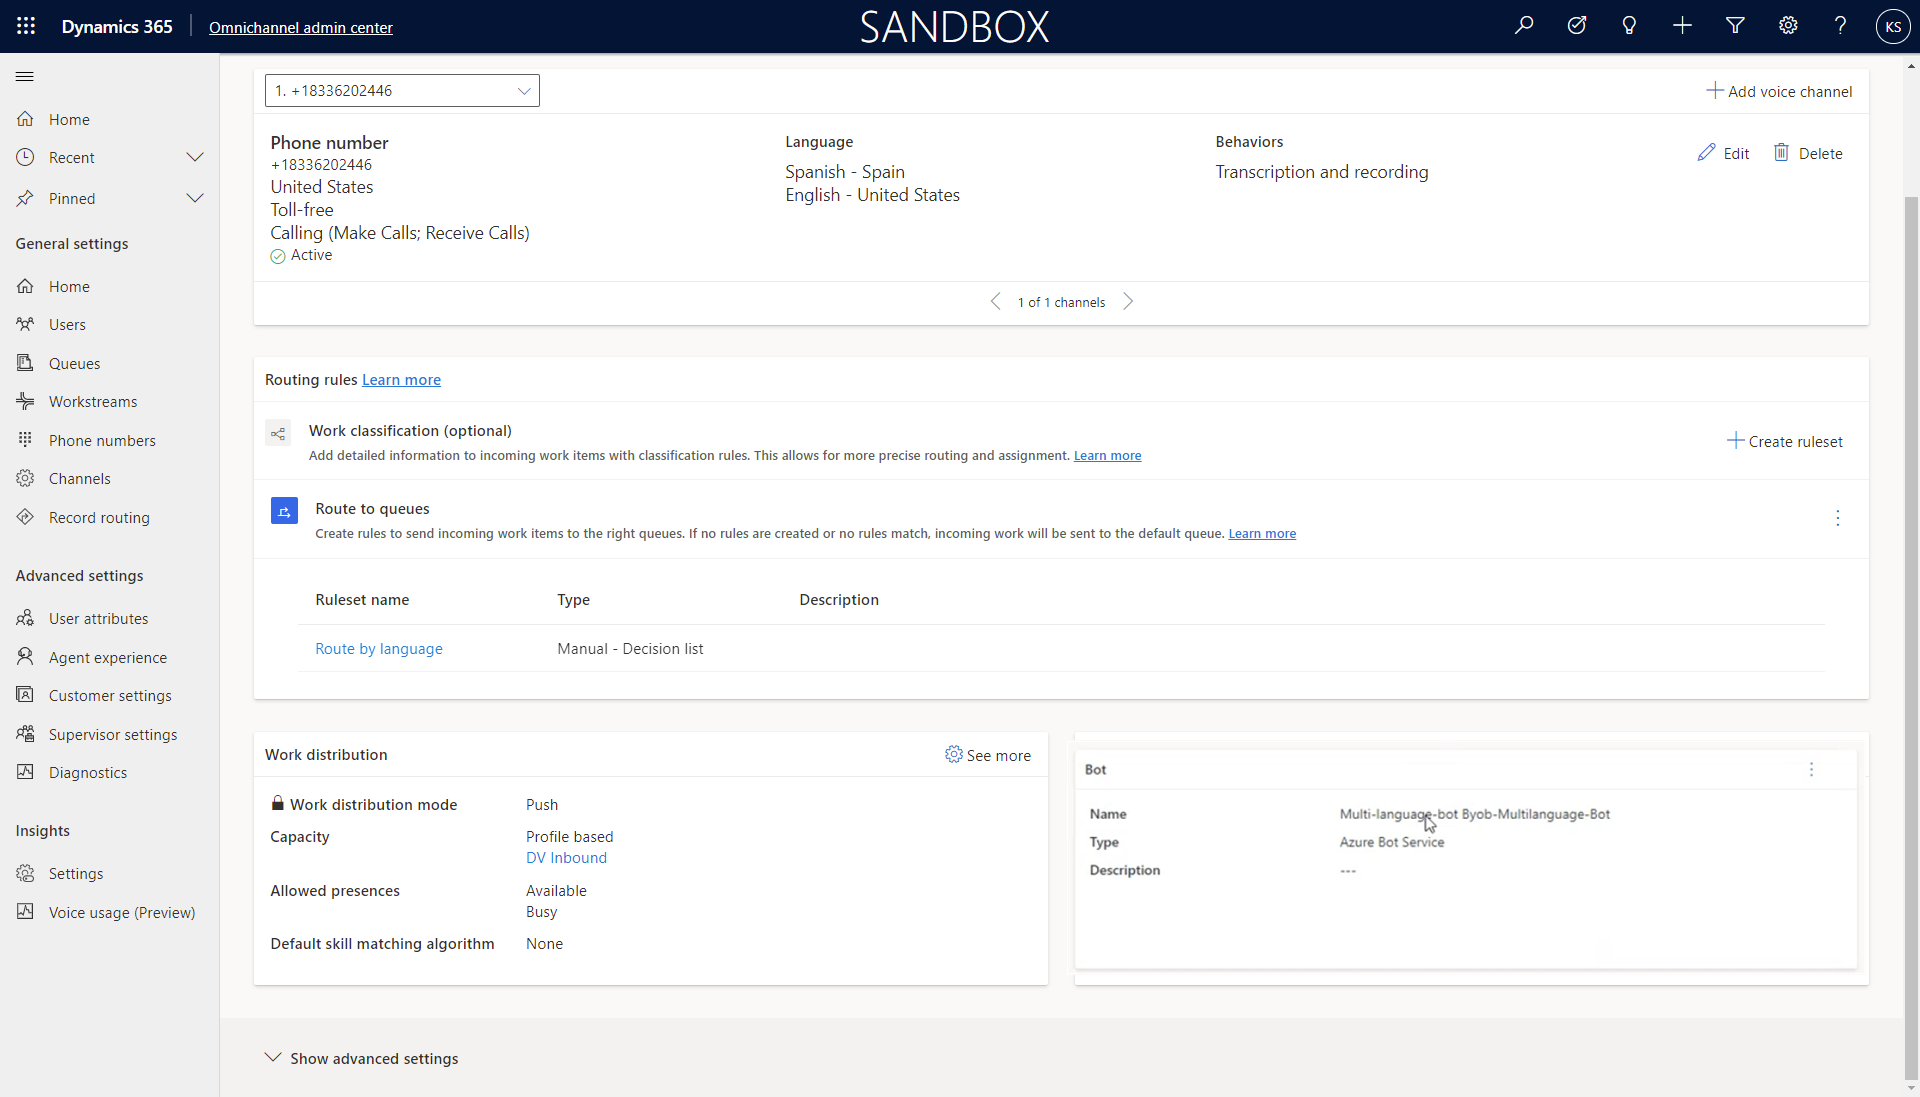 Dynamics 365
Omnichannel admin center
SANDBOX
KS
Home
Recent
Pinned
General settings
Home
Users
Queues
Workstreams
Phone numbers
Channels
Record routing
Advanced settings
User attributes
Agent experience
Customer settings
Supervisor settings
Diagnostics
Insights
Settings
Voice usage (Preview)
1. +18336202446
Add voice channel
Phone number
+18336202446
United States
Toll-free
Calling (Make Calls; Receive Calls)
Active
Language
Spanish - Spain
English - United States
Behaviors
Transcription and recording
Edit
Delete
1 of 1 channels
Routing rules Learn more
Work classification (optional)
Add detailed information to incoming work items with classification rules. This allows for more precise routing and assignment. Learn more
Create ruleset
Route to queues
Create rules to send incoming work items to the right queues. If no rules are created or no rules match, incoming work will be sent to the default queue. Learn more
Ruleset name Type Description
Route by language Manual - Decision list
Work distribution
See more
Work distribution mode Push
Capacity Profile based
DV Inbound
Allowed presences Available
Busy
Default skill matching algorithm None
Bot
Name Multi-language-bot Byob-Multilanguage-Bot
Type Azure Bot Service
Description ---
Show advanced settings